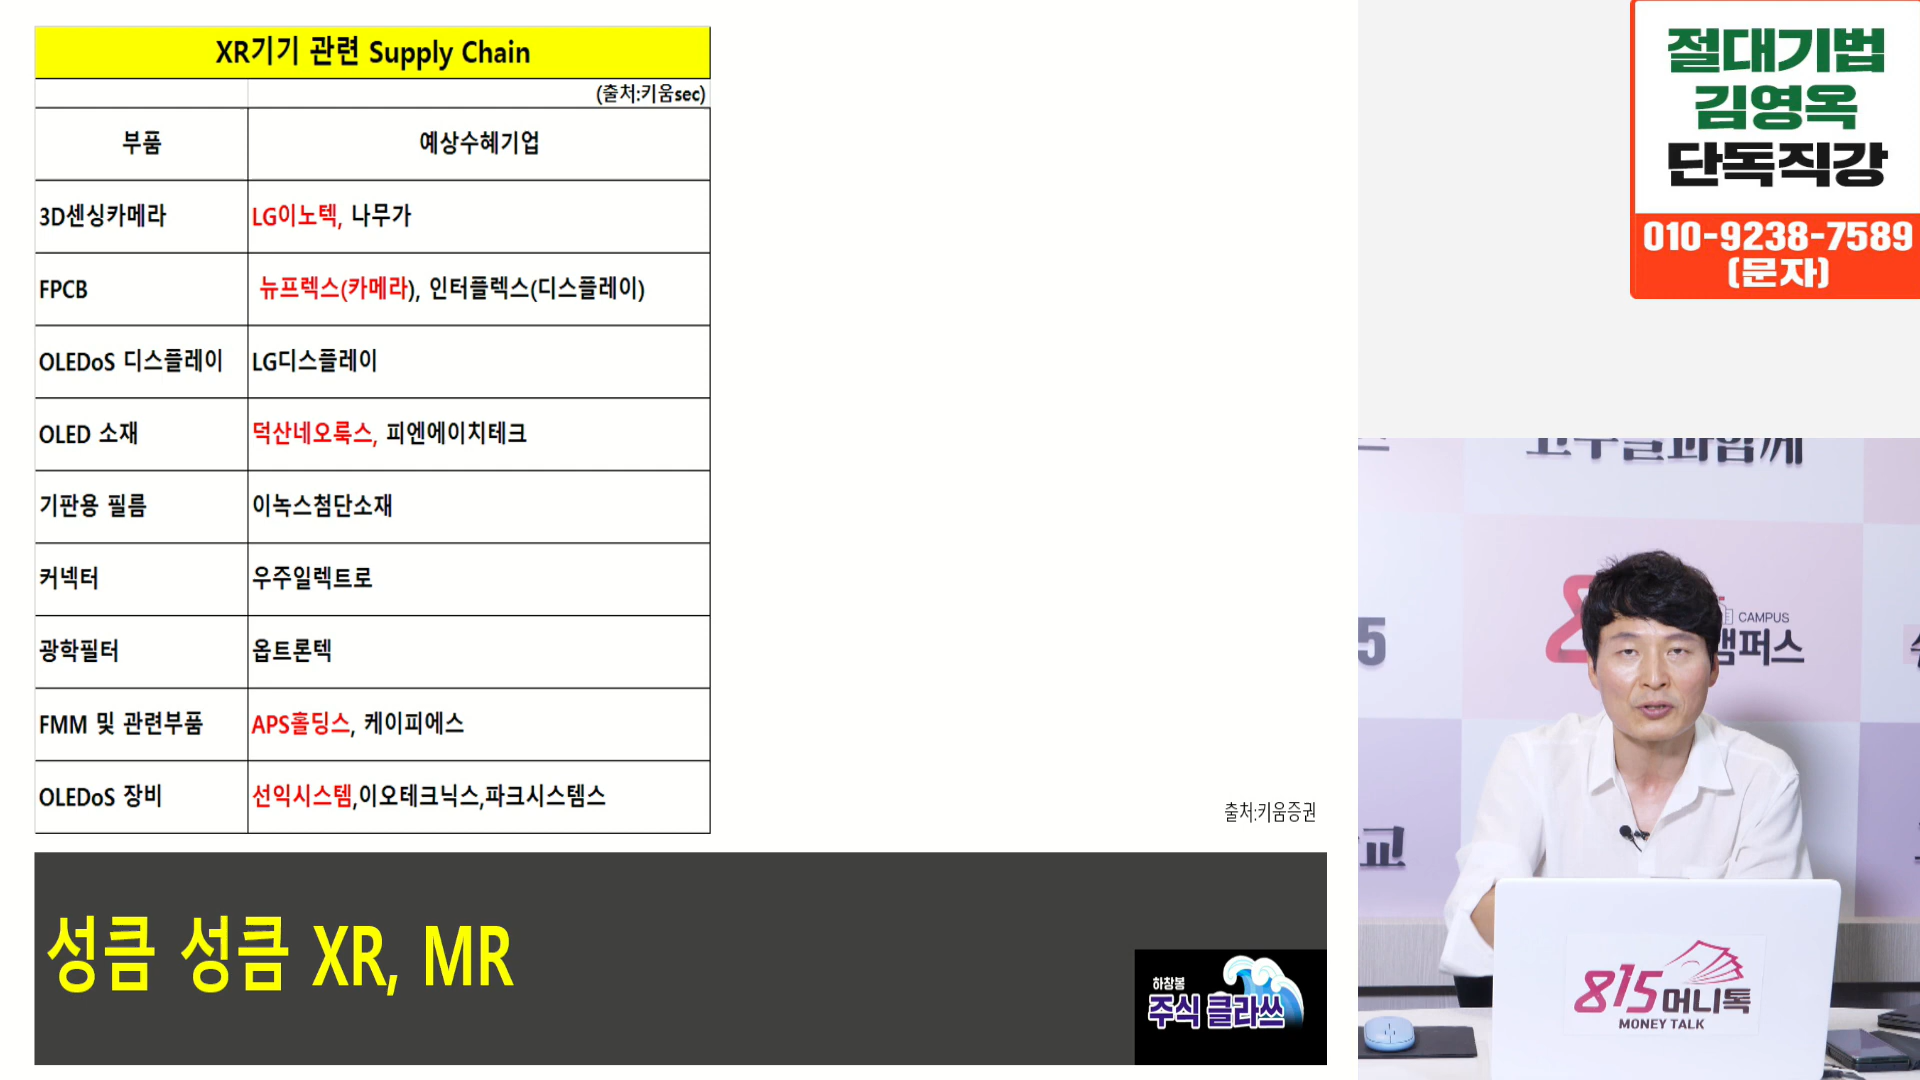 XR기기 관련 Supply Chain
(출처:키움sec)
부품 예상수혜기업
3D센싱카메라 LG이노텍, 나무가
FPCB 뉴프렉스(카메라), 인터플렉스(디스플레이)
OLEDoS 디스플레이 LG디스플레이
OLED 소재 덕산네오룩스, 피엔에이치테크
기판용 필름 이녹스첨단소재
커넥터 우주일렉트로
광학필터 옵트론텍
FMM 및 관련부품 APS홀딩스, 케이피에스
OLEDoS 장비 선익시스템,이오테크닉스,파크시스템스
출처:키움증권
성큼 성큼 XR, MR
하창봉
주식 클라쓰
절대기법
김영옥
단독직강
010-9238-7589
(문자)
고수들과함께
CAMPUS
캠퍼스
5
교
815머니톡
MONEY TALK